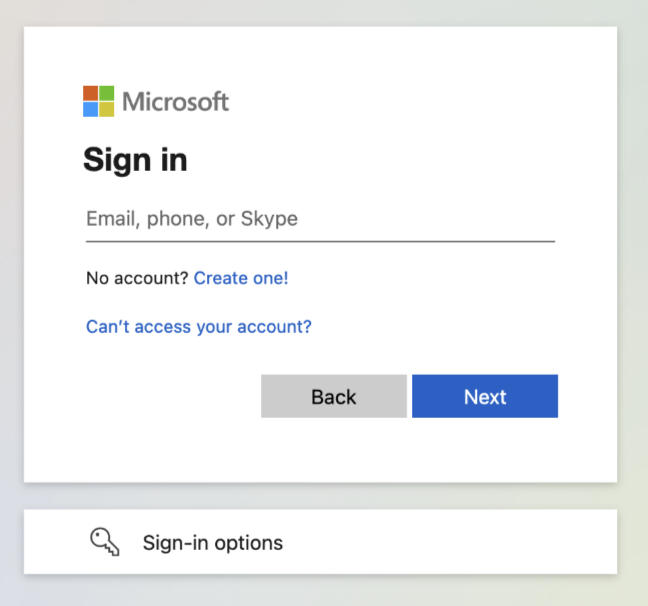 Microsoft
Sign in
Email, phone, or Skype
No account? Create one!
Can’t access your account?
Back Next
Sign-in options